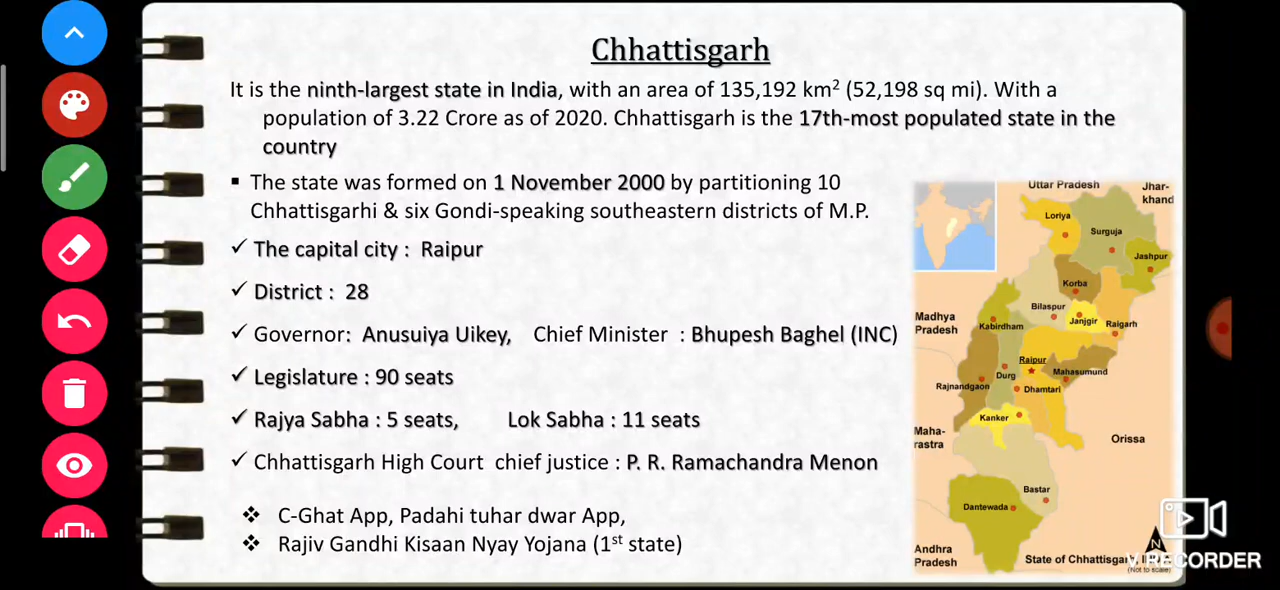 Chhattisgarh
It is the ninth-largest state in India, with an area of 135,192 km² (52,198 sq mi). With a
population of 3.22 Crore as of 2020. Chhattisgarh is the 17th-most populated state in the
country
▪ The state was formed on 1 November 2000 by partitioning 10
Chhattisgarhi & six Gondi-speaking southeastern districts of M.P.
✓ The capital city : Raipur
✓ District : 28
✓ Governor: Anusuiya Uikey, Chief Minister : Bhupesh Baghel (INC)
✓ Legislature : 90 seats
✓ Rajya Sabha : 5 seats, Lok Sabha : 11 seats
✓ Chhattisgarh High Court chief justice : P. R. Ramachandra Menon
❖ C-Ghat App, Padahi tuhar dwar App,
❖ Rajiv Gandhi Kisaan Nyay Yojana (1st state)
Uttar Pradesh
Jhar-
khand
Loriya
Surguja
Jashpur
Korba
Bilaspur
Madhya
Pradesh
Kabirdham
Janjgir
Raigarh
Raipur
Durg
Mahasumund
Rajnandgaon
Dhamtari
Kanker
Maha-
rastra
Orissa
Bastar
Dantewada
Andhra
Pradesh
N
State of Chhattisgarh,
(Not to scale)
V RECORDER